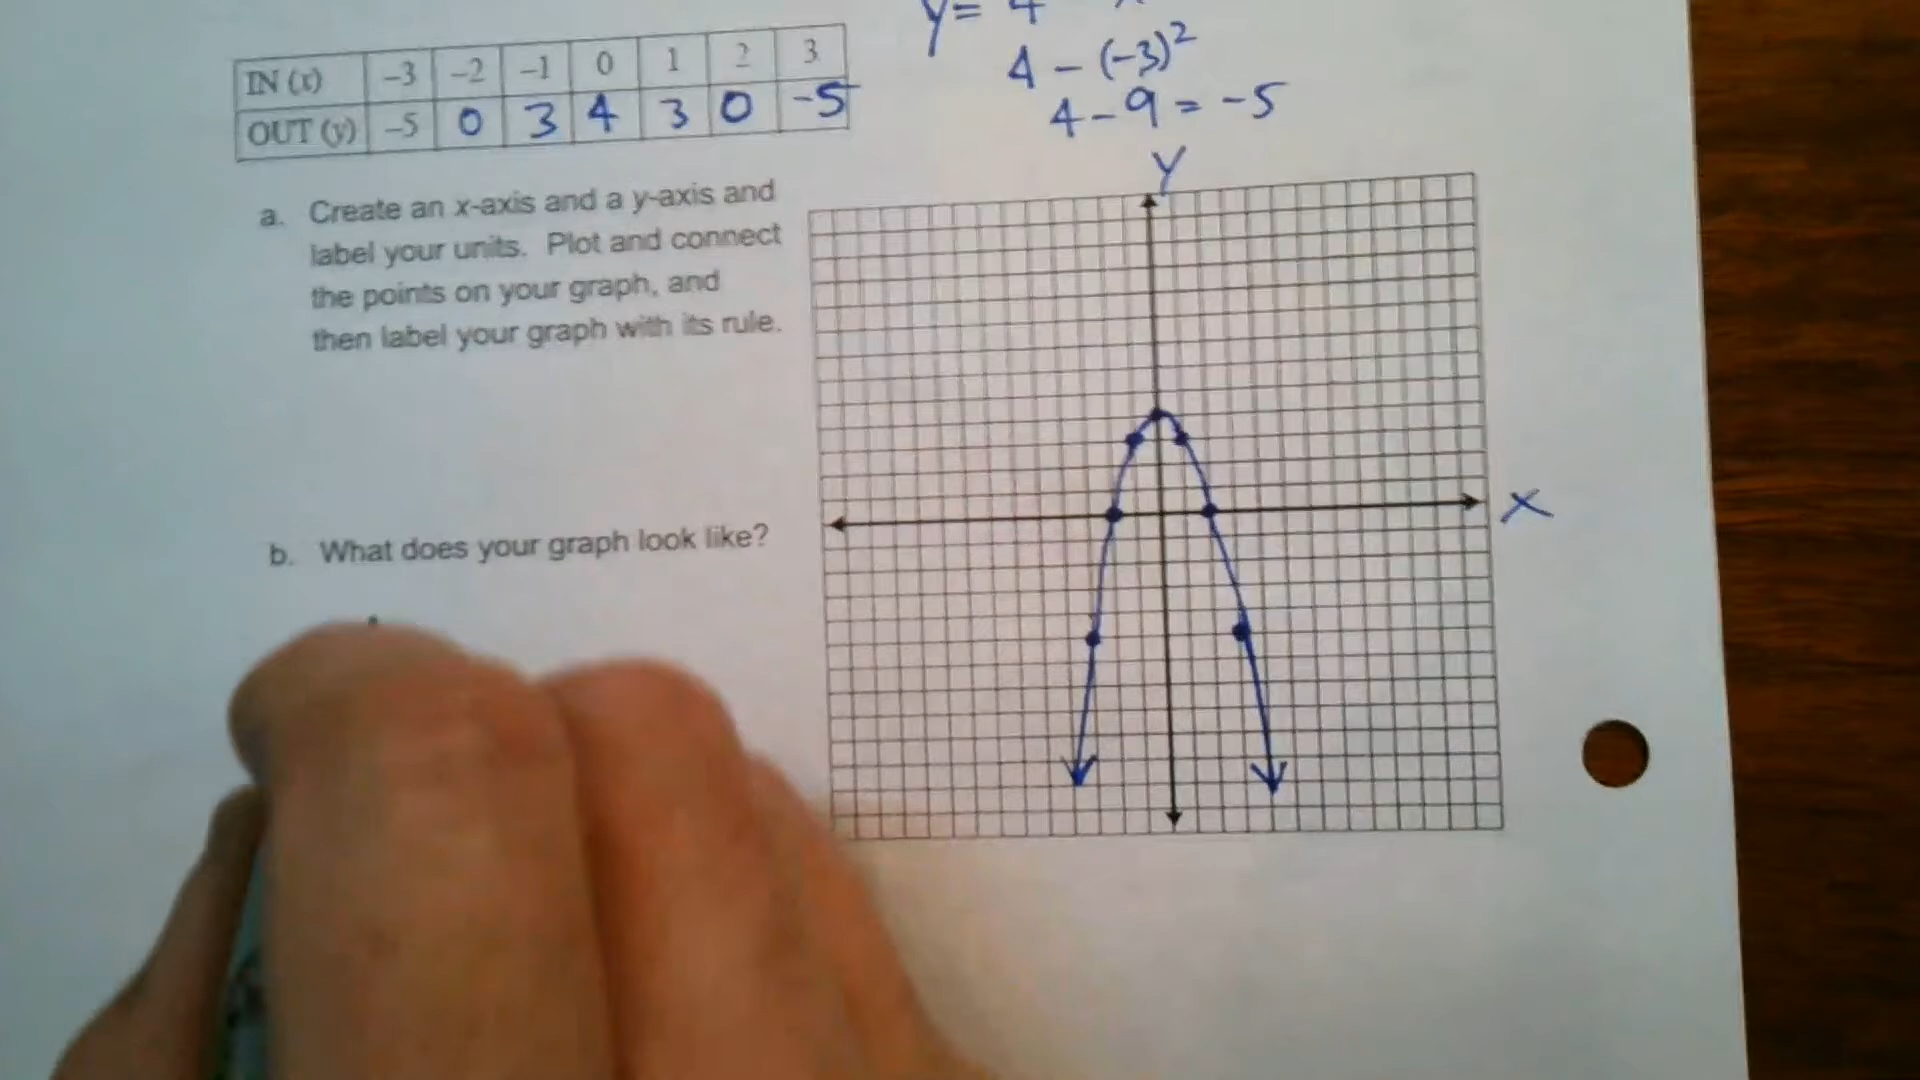 y = 4
4 - (-3)²
4 - 9 = -5
IN (x) -3 -2 -1 0 1 2 3
OUT (y) -5 0 3 4 3 0 -5
a. Create an x-axis and a y-axis and
label your units. Plot and connect
the points on your graph, and
then label your graph with its rule.
Y
X
b. What does your graph look like?